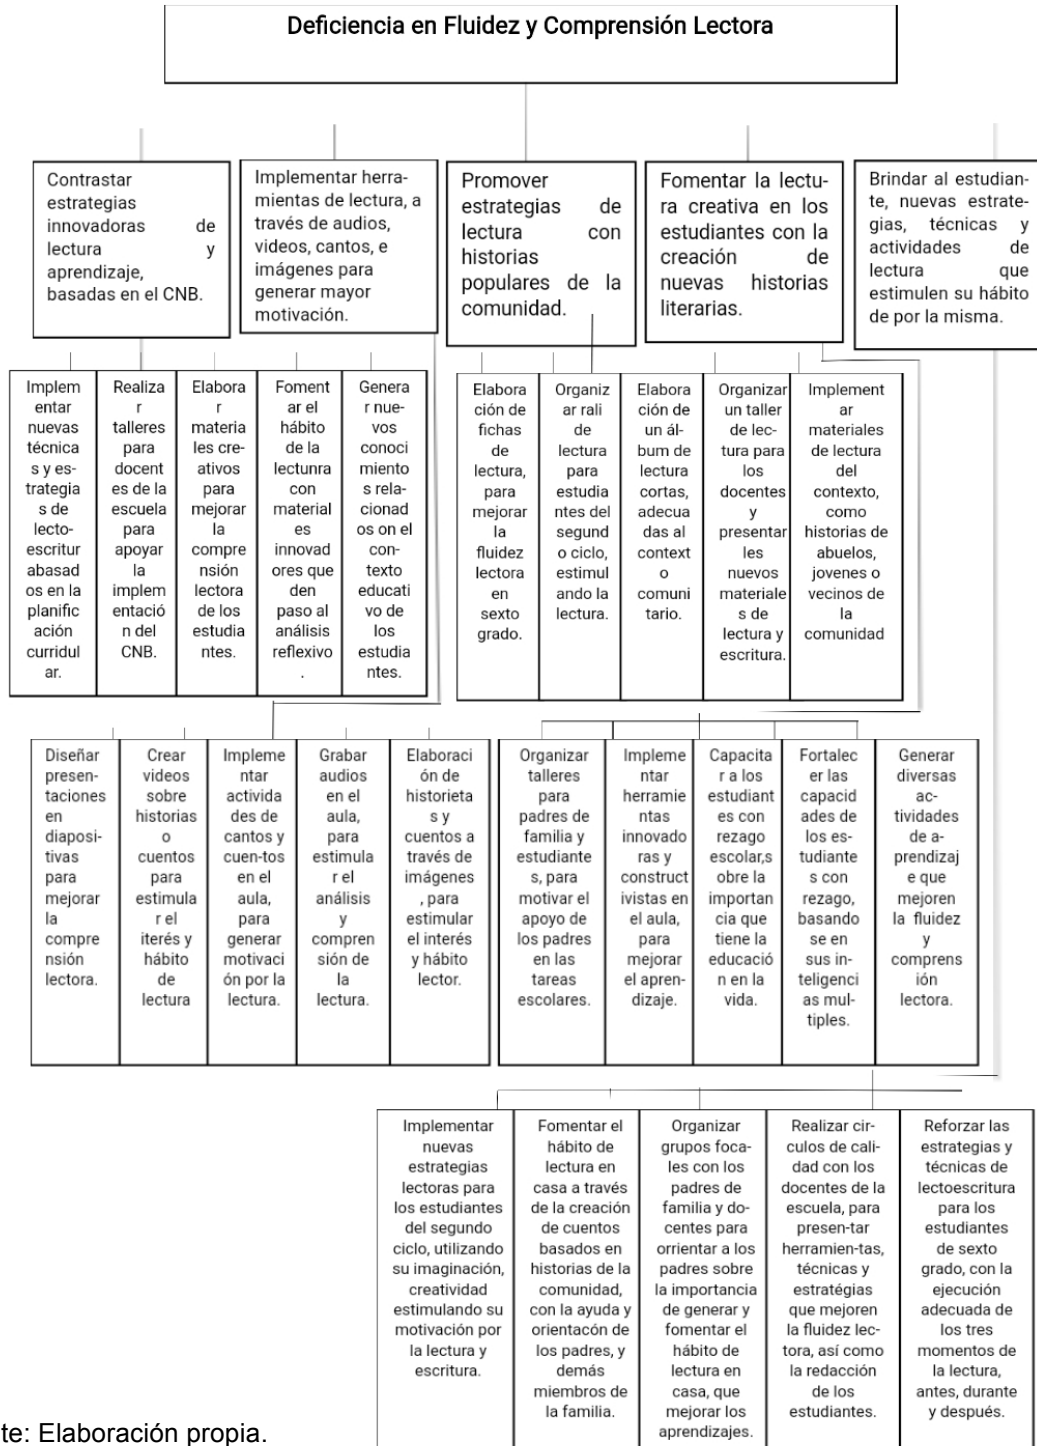 Deficiencia en Fluidez y Comprensión Lectora
Contrastar
estrategias
innovadoras de
lectura y
aprendizaje,
basadas en el CNB.
Implementar herra-
mientas de lectura, a
través de audios,
videos, cantos, e
imágenes para
generar mayor
motivación.
Promover
estrategias de
lectura con
historias
populares de la
comunidad.
Fomentar la lectu-
ra creativa en los
estudiantes con la
creación de
nuevas historias
literarias.
Brindar al estudian-
te, nuevas estrate-
gias, técnicas y
actividades de
lectura que
estimulen su hábito
de por la misma.
Implem
entar
nuevas
técnica
s y es-
trategia
s de
lecto-
escritur
abasad
os en la
planific
ación
curridul
ar.
Realiza
r
talleres
para
docent
es de la
escuela
para
apoyar
la
implem
entació
n del
CNB.
Elabora
r
materia
les cre-
ativos
para
mejorar
la
compre
nsión
lectora
de los
estudia
ntes.
Foment
ar el
hábito
de la
lectunra
con
material
es
innovad
ores que
den
paso al
análisis
reflexivo
.
Genera
r nue-
vos
conoci
miento
s rela-
cionad
os on el
con-
texto
educati
vo de
los
estudia
ntes.
Elabora
ción de
fichas
de
lectura,
para
mejorar
la
fluidez
lectora
en
sexto
grado.
Organiz
ar rali
de
lectura
para
estudia
ntes del
segund
o ciclo,
estimul
ando la
lectura.
Elabora
ción de
un ál-
bum de
lectura
cortas,
adecua
das al
context
o
comuni
tario.
Organizar
un taller
de lec-
tura para
los
docentes
y
presentar
les
nuevos
materiale
s de
lectura y
escritura.
Implement
ar
materiales
de lectura
del
contexto,
como
historias de
abuelos,
jovenes o
vecinos de
la
comunidad
Diseñar
presen-
taciones
en
diaposi-
tivas
para
mejorar
la
compre
nsión
lectora.
Crear
videos
sobre
historias
o
cuentos
para
estimula
r el
iterés y
hábito
de
lectura
Impleme
ntar
activida
des de
cantos y
cuen-tos
en el
aula,
para
generar
motivaci
ón por la
lectura.
Grabar
audios
en el
aula,
para
estimula
r el
análisis
y
compren
sión de
la
lectura.
Elaboraci
ón de
historieta
s y
cuentos a
través de
imágenes
, para
estimular
el interés
y hábito
lector.
Organizar
talleres
para
padres de
familia y
estudiante
s, para
motivar el
apoyo de
los padres
en las
tareas
escolares.
Impleme
ntar
herramie
ntas
innovado
ras y
construct
ivistas en
el aula,
para
mejorar
el apren-
dizaje.
Capacita
r a los
estudiant
es con
rezago
escolar,s
obre la
importan
cia que
tiene la
educació
n en la
vida.
Fortalec
er las
capacid
ades de
los es-
tudiante
s con
rezago,
basando
se en
sus in-
teligenci
as mul-
tiples.
Generar
diversas
ac-
tividades
de a-
prendizaj
e que
mejoren
la fluidez
y
comprens
ión
lectora.
Implementar
nuevas
estrategias
lectoras para
los estudiantes
del segundo
ciclo, utilizando
su imaginación,
creatividad
estimulando su
motivación por
la lectura y
escritura.
Fomentar el
hábito de
lectura en
casa a través
de la creación
de cuentos
basados en
historias de la
comunidad,
con la ayuda y
orientacón de
los padres, y
demás
miembros de
la familia.
Organizar
grupos foca-
les con los
padres de
familia y do-
centes para
orrientar a los
padres sobre
la importancia
de generar y
fomentar el
hábito de
lectura en
casa, que
mejorar los
aprendizajes.
Realizar cir-
culos de cali-
dad con los
docentes de la
escuela, para
presen-tar
herramien-tas,
técnicas y
estratégias
que mejoren
la fluidez lec-
tora, así como
la redacción
de los
estudiantes.
Reforzar las
estrategias y
técnicas de
lectoescritura
para los
estudiantes
de sexto
grado, con la
ejecución
adecuada de
los tres
momentos de
la lectura,
antes, durante
y después.
te: Elaboración propia.